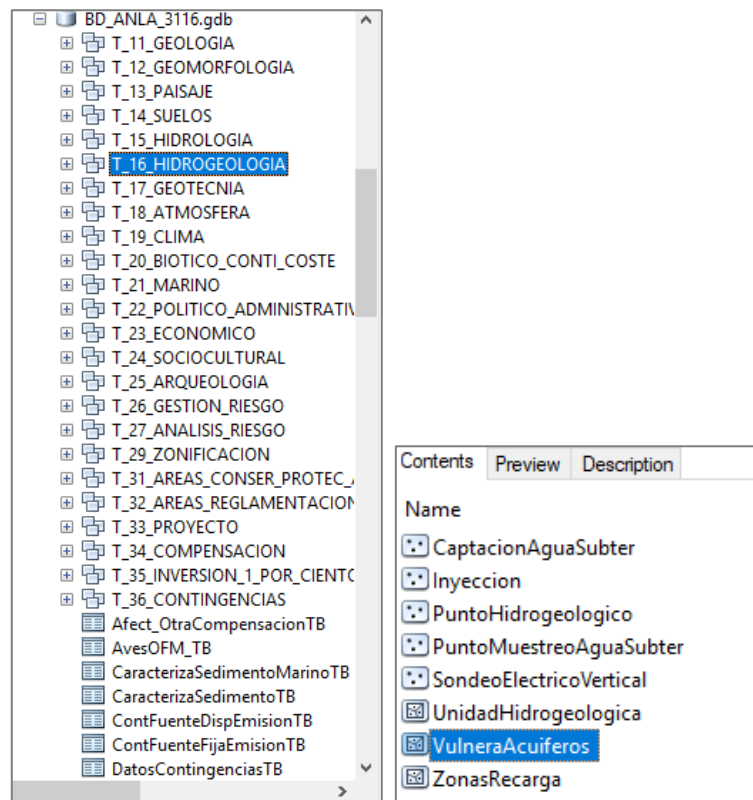 BD_ANLA_3116.gdb
T_11_GEOLOGIA
T_12_GEOMORFOLOGIA
T_13_PAISAJE
T_14_SUELOS
T_15_HIDROLOGIA
T_16_HIDROGEOLOGIA
T_17_GEOTECNIA
T_18_ATMOSFERA
T_19_CLIMA
T_20_BIOTICO_CONTI_COSTE
T_21_MARINO
T_22_POLITICO_ADMINISTRATIV
T_23_ECONOMICO
T_24_SOCIOCULTURAL
T_25_ARQUEOLOGIA
T_26_GESTION_RIESGO
T_27_ANALISIS_RIESGO
T_29_ZONIFICACION
T_31_AREAS_CONSER_PROTEC_
T_32_AREAS_REGLAMENTACION
T_33_PROYECTO
T_34_COMPENSACION
T_35_INVERSION_1_POR_CIENTO
T_36_CONTINGENCIAS
Afect_OtraCompensacionTB
AvesOFM_TB
CaracterizaSedimentoMarinoTB
CaracterizaSedimentoTB
ContFuenteDispEmisionTB
ContFuenteFijaEmisionTB
DatosContingenciasTB
Contents Preview Description
Name
CaptacionAguaSubter
Inyeccion
PuntoHidrogeologico
PuntoMuestreoAguaSubter
SondeoElectricoVertical
UnidadHidrogeologica
VulneraAcuiferos
ZonasRecarga